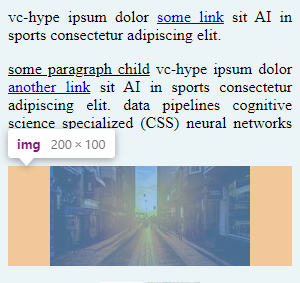 vc-hype ipsum dolor some link sit AI in
sports consectetur adipiscing elit.
some paragraph child vc-hype ipsum dolor
another link sit AI in sports consectetur
adipiscing elit. data pipelines cognitive
science specialized (CSS) neural networks
img 200 × 100